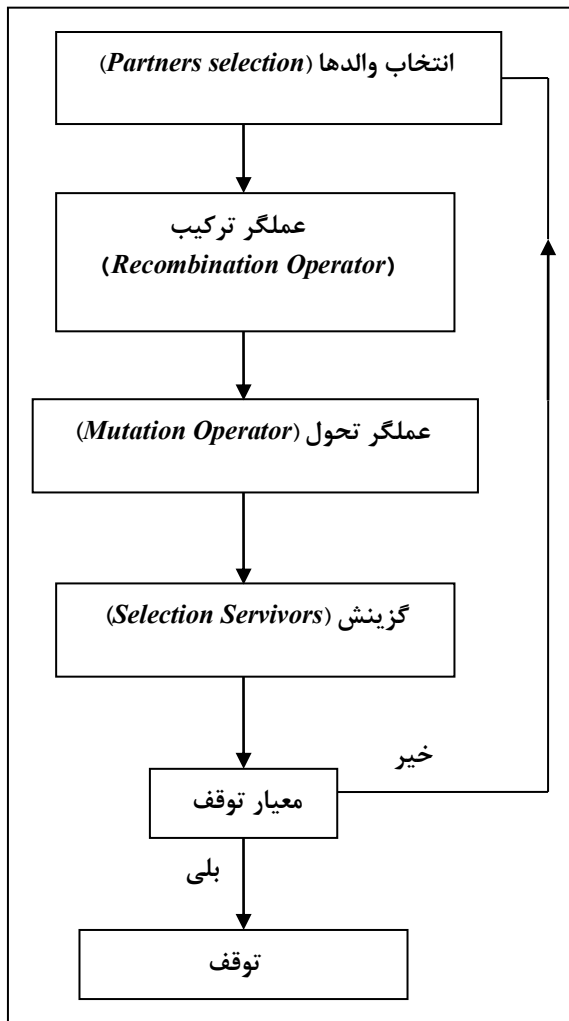 انتخاب والدها (Partners selection)
عملگر ترکیب
(Recombination Operator)
عملگر تحول (Mutation Operator)
گزینش (Selection Servivors)
خیر
معیار توقف
بلی
توقف